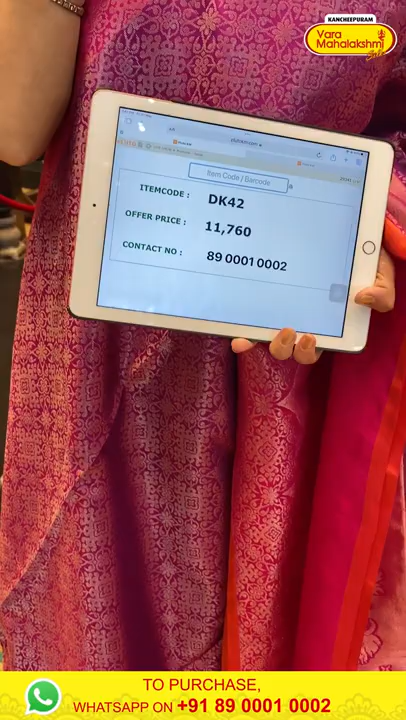 KANCHEEPURAM
Vara
Mahalakshmi
Silks
Item Code / Barcode
ITEMCODE : DK42
OFFER PRICE : 11,760
CONTACT NO : 89 0001 0002
TO PURCHASE,
WHATSAPP ON +91 89 0001 0002